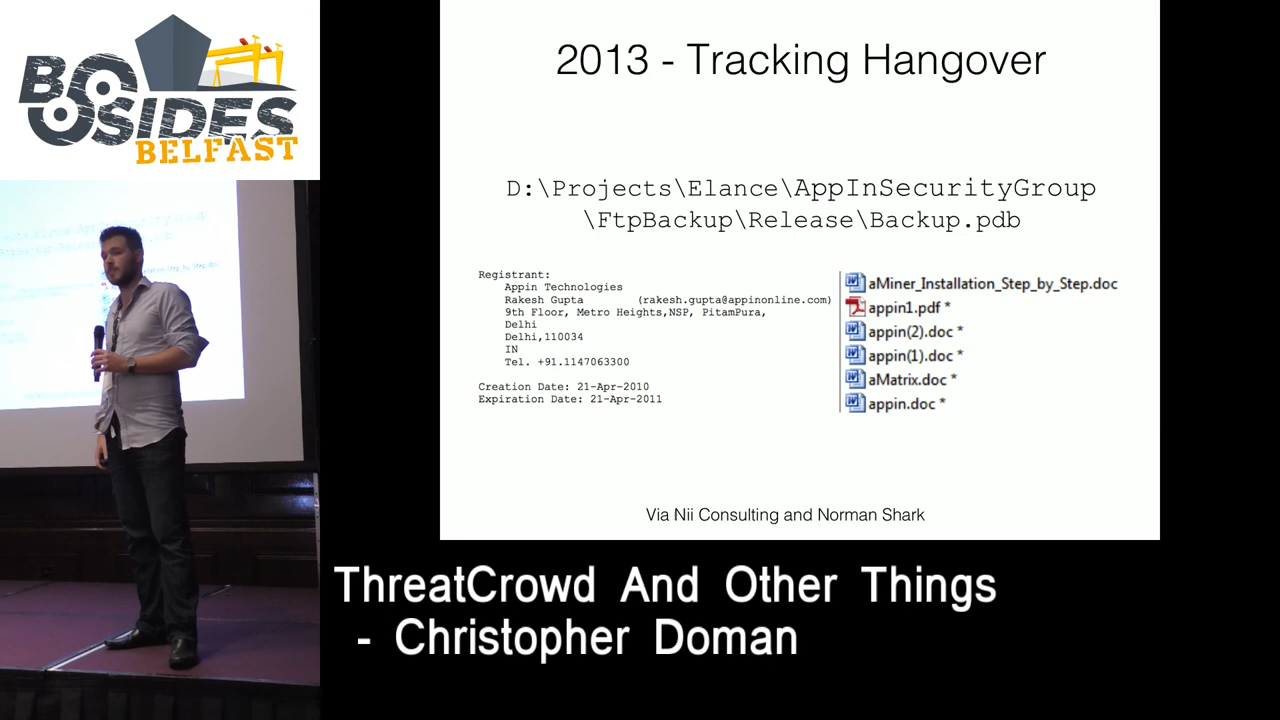 BSIDES
BELFAST
2013 - Tracking Hangover
D:\Projects\Elance\AppInSecurityGroup
\FtpBackup\Release\Backup.pdb
Registrant:
Appin Technologies
Rakesh Gupta (rakesh.gupta@appinonline.com)
9th Floor, Metro Heights,NSP, PitamPura,
Delhi
Delhi,110034
IN
Tel. +91.1147063300
Creation Date: 21-Apr-2010
Expiration Date: 21-Apr-2011
aMiner_Installation_Step_by_Step.doc
appin1.pdf *
appin(2).doc *
appin(1).doc *
aMatrix.doc *
appin.doc *
Via Nii Consulting and Norman Shark
ThreatCrowd And Other Things
- Christopher Doman